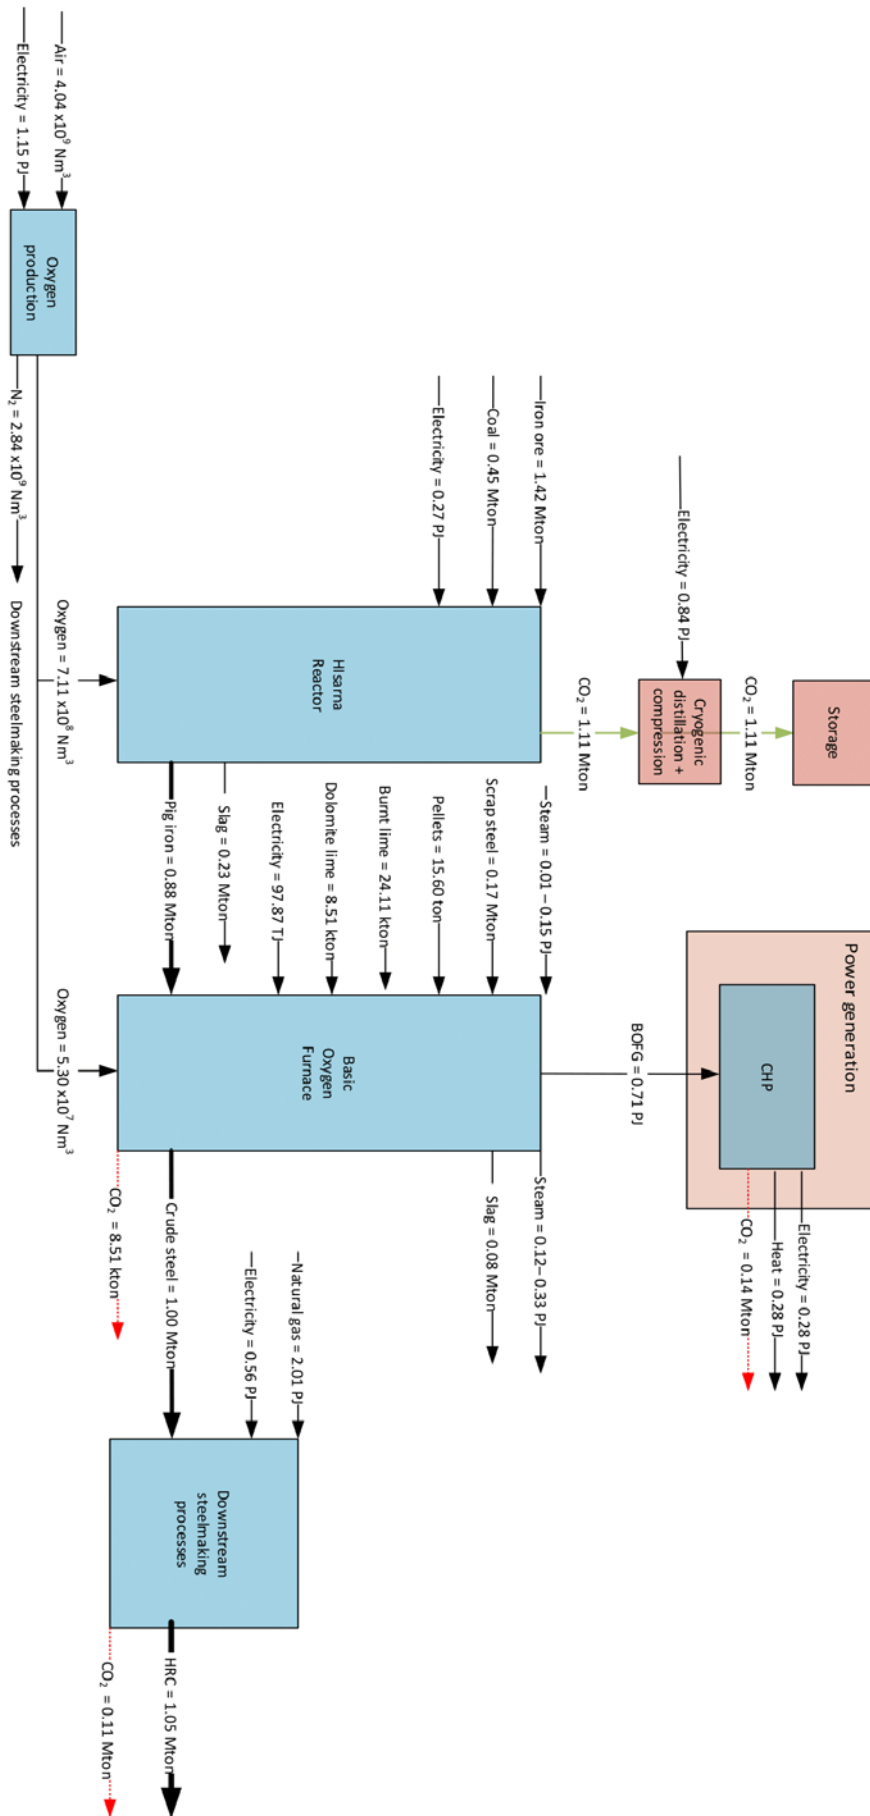 Storage
CO₂ = 1.11 Mton
Electricity = 0.84 PJ
Cryogenic
distillation +
compression
CO₂ = 1.11 Mton
Power generation
CHP
Electricity = 0.28 PJ
Heat = 0.28 PJ
CO₂ = 0.14 Mton
BOFG = 0.71 PJ
Iron ore = 1.42 Mton
Coal = 0.45 Mton
Electricity = 0.27 PJ
HIsarna
Reactor
Steam = 0.01 – 0.15 PJ
Scrap steel = 0.17 Mton
Pellets = 15.60 ton
Burnt lime = 24.11 kton
Dolomite lime = 8.51 kton
Electricity = 97.87 TJ
Slag = 0.23 Mton
Pig iron = 0.88 Mton
Basic
Oxygen
Furnace
Steam = 0.12– 0.33 PJ
Slag = 0.08 Mton
Crude steel = 1.00 Mton
CO₂ = 8.51 kton
Natural gas = 2.01 PJ
Electricity = 0.56 PJ
Downstream
steelmaking
processes
HRC = 1.05 Mton
CO₂ = 0.11 Mton
Oxygen = 7.11 x10⁸ Nm³
Oxygen = 5.30 x10⁷ Nm³
Air = 4.04 x10⁹ Nm³
Electricity = 1.15 PJ
Oxygen
production
N₂ = 2.84 x10⁹ Nm³
Downstream steelmaking processes